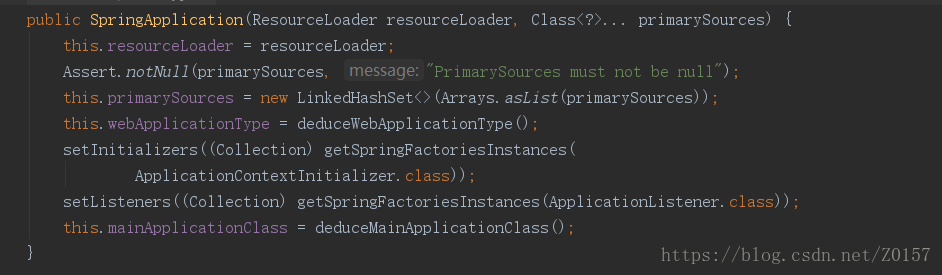 public SpringApplication(ResourceLoader resourceLoader, Class<?>... primarySources) {
this.resourceLoader = resourceLoader;
Assert.notNull(primarySources, message: "PrimarySources must not be null");
this.primarySources = new LinkedHashSet<>(Arrays.asList(primarySources));
this.webApplicationType = deduceWebApplicationType();
setInitializers((Collection) getSpringFactoriesInstances(
ApplicationContextInitializer.class));
setListeners((Collection) getSpringFactoriesInstances(ApplicationListener.class));
this.mainApplicationClass = deduceMainApplicationClass();
}
https://blog.csdn.net/Z0157